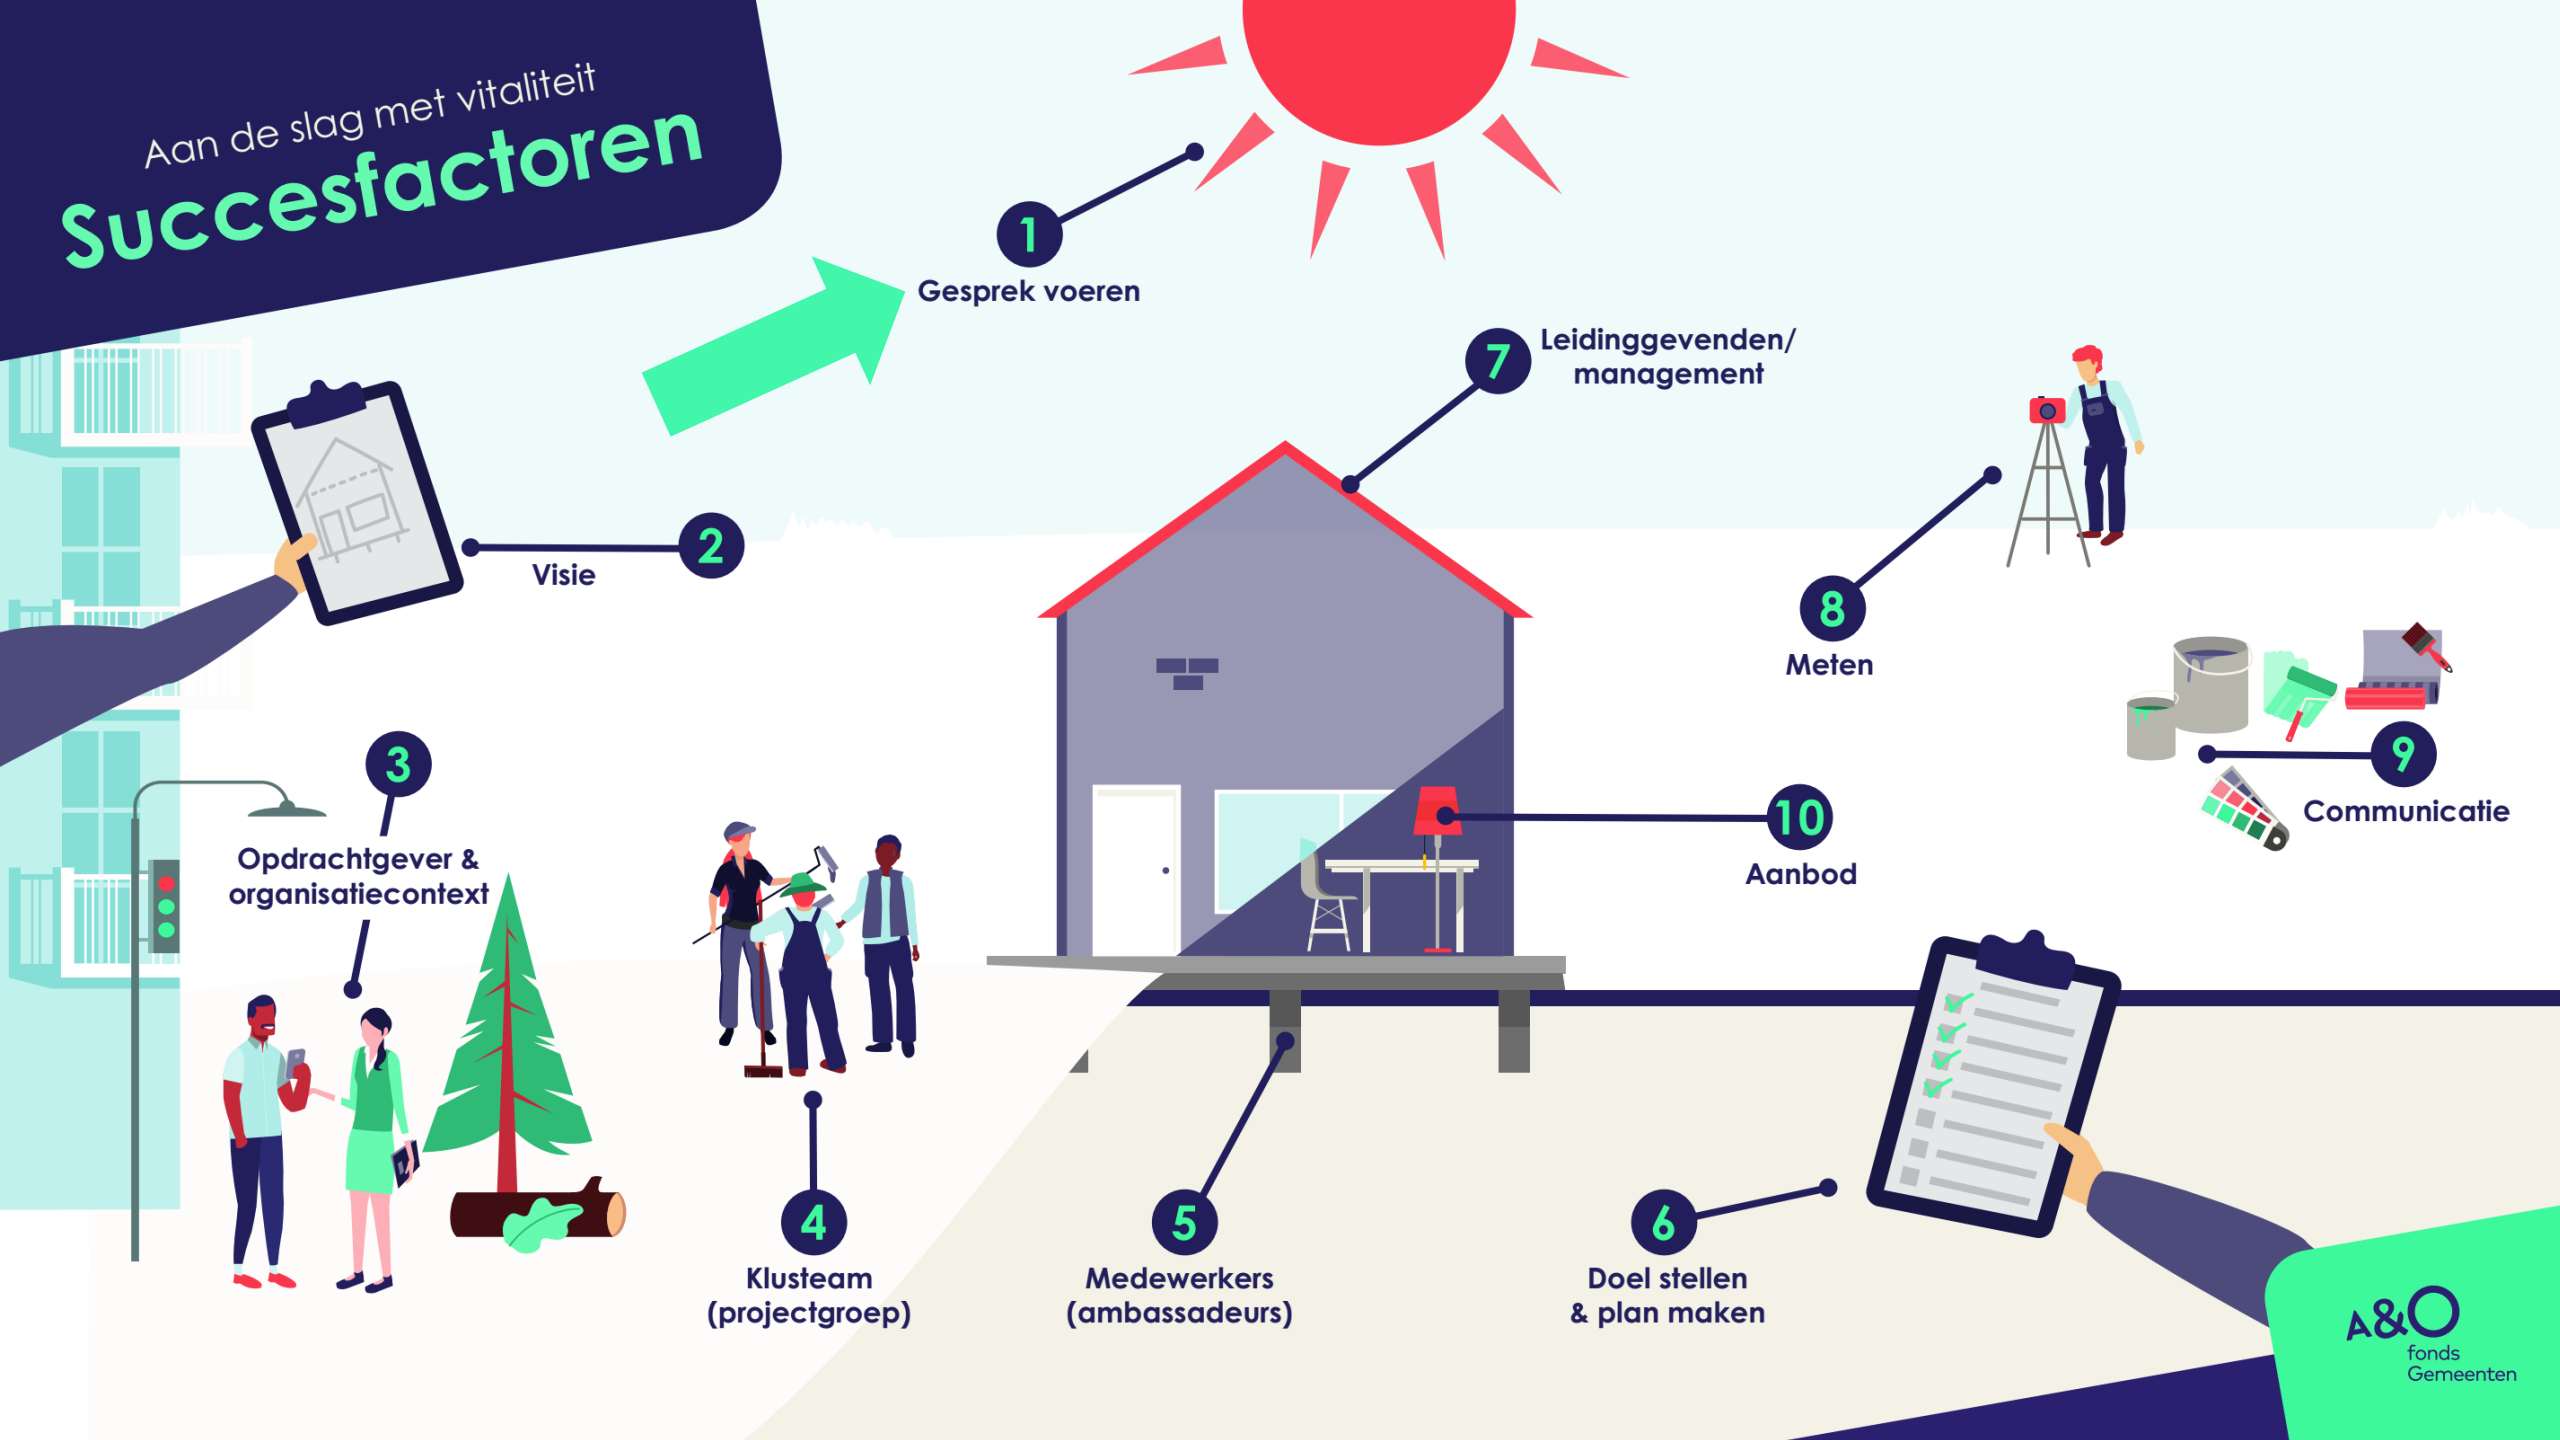 Aan de slag met vitaliteit
Succesfactoren
1
Gesprek voeren
2
Visie
3
Opdrachtgever &
organisatiecontext
4
Klusteam
(projectgroep)
5
Medewerkers
(ambassadeurs)
6
Doel stellen
& plan maken
7
Leidinggevenden/
management
8
Meten
9
Communicatie
10
Aanbod
A&O
fonds
Gemeenten